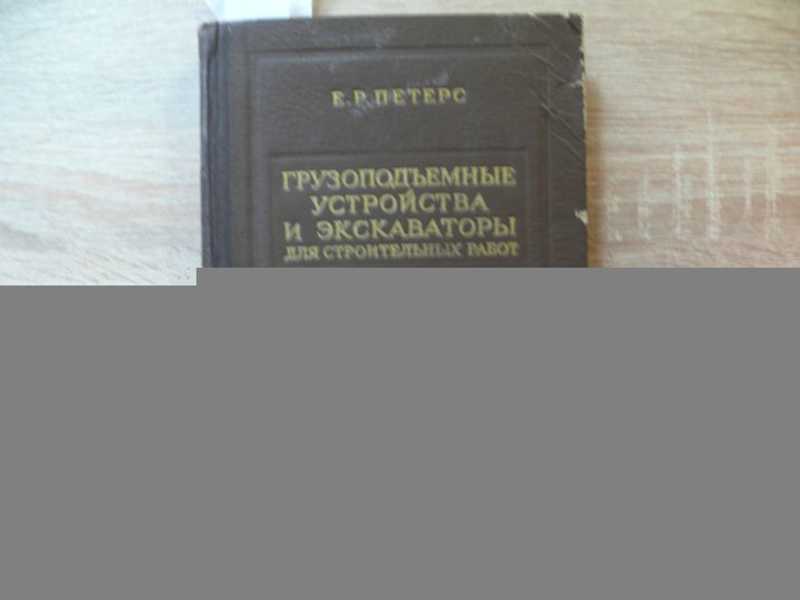 Е.Р.ПЕТЕРС
ГРУЗОПОДЪЕМНЫЕ
УСТРОЙСТВА
И ЭКСКАВАТОРЫ
ДЛЯ СТРОИТЕЛЬНЫХ РАБОТ